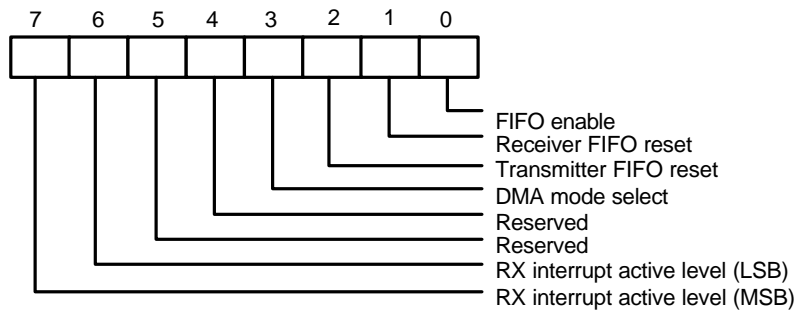 7 6 5 4 3 2 1 0
FIFO enable
Receiver FIFO reset
Transmitter FIFO reset
DMA mode select
Reserved
Reserved
RX interrupt active level (LSB)
RX interrupt active level (MSB)